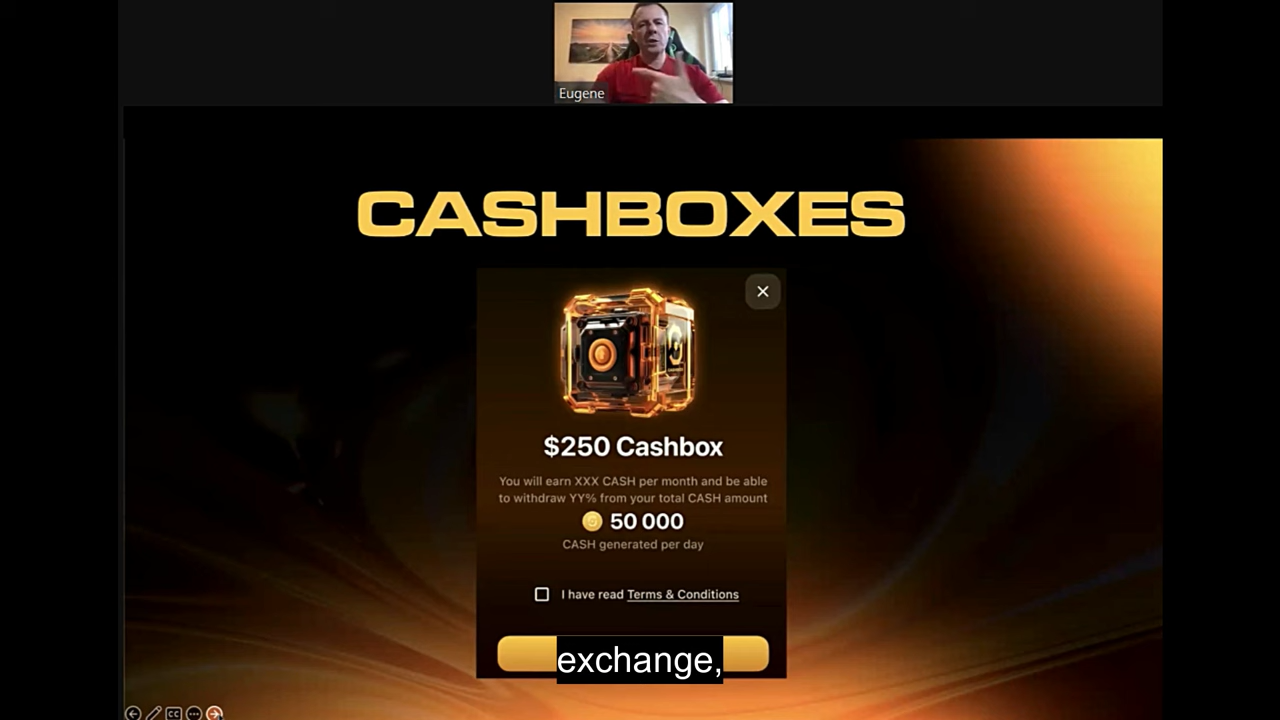 Eugene
CASHBOXES
$250 Cashbox
You will earn XXX CASH per month and be able
to withdraw YY% from your total CASH amount
50 000
CASH generated per day
I have read Terms & Conditions
exchange,
CC